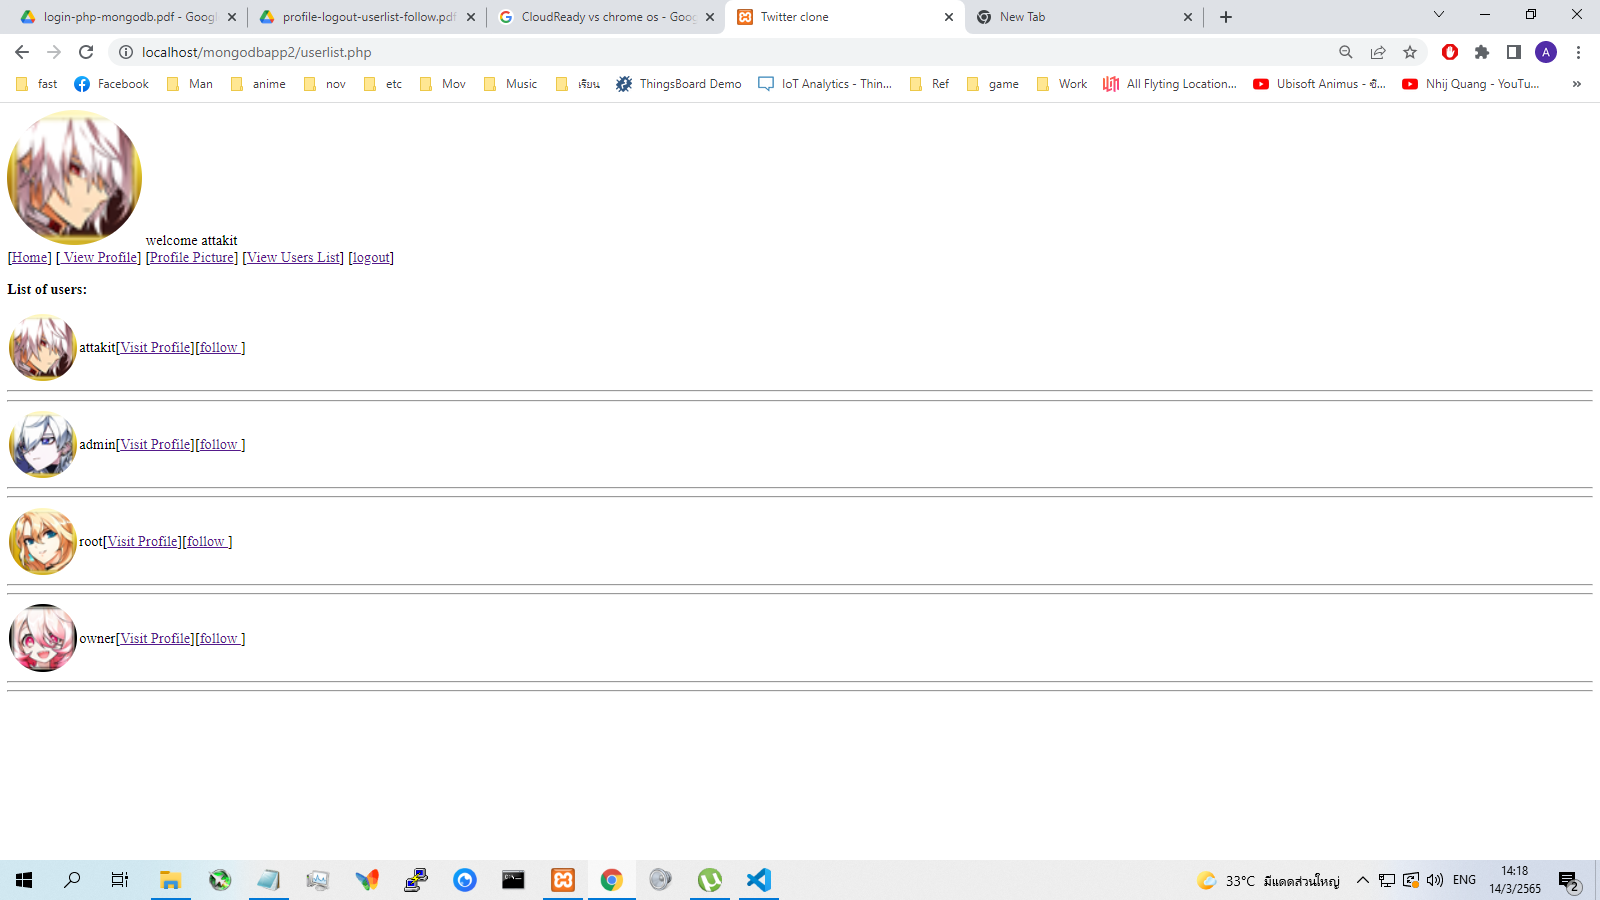 login-php-mongodb.pdf - Googl
profile-logout-userlist-follow.pdf
CloudReady vs chrome os - Goog
Twitter clone
New Tab
localhost/mongodbapp2/userlist.php
A
fast
Facebook
Man
anime
nov
etc
Mov
Music
เรียน
ThingsBoard Demo
IoT Analytics - Thin...
Ref
game
Work
All Flyting Location...
Ubisoft Animus - ซื...
Nhij Quang - YouTu...
»
welcome attakit
[Home] [ View Profile] [Profile Picture] [View Users List] [logout]
List of users:
attakit[Visit Profile][follow ]
admin[Visit Profile][follow ]
root[Visit Profile][follow ]
owner[Visit Profile][follow ]
33°C มีแดดส่วนใหญ่
ENG
14:18
14/3/2565
2